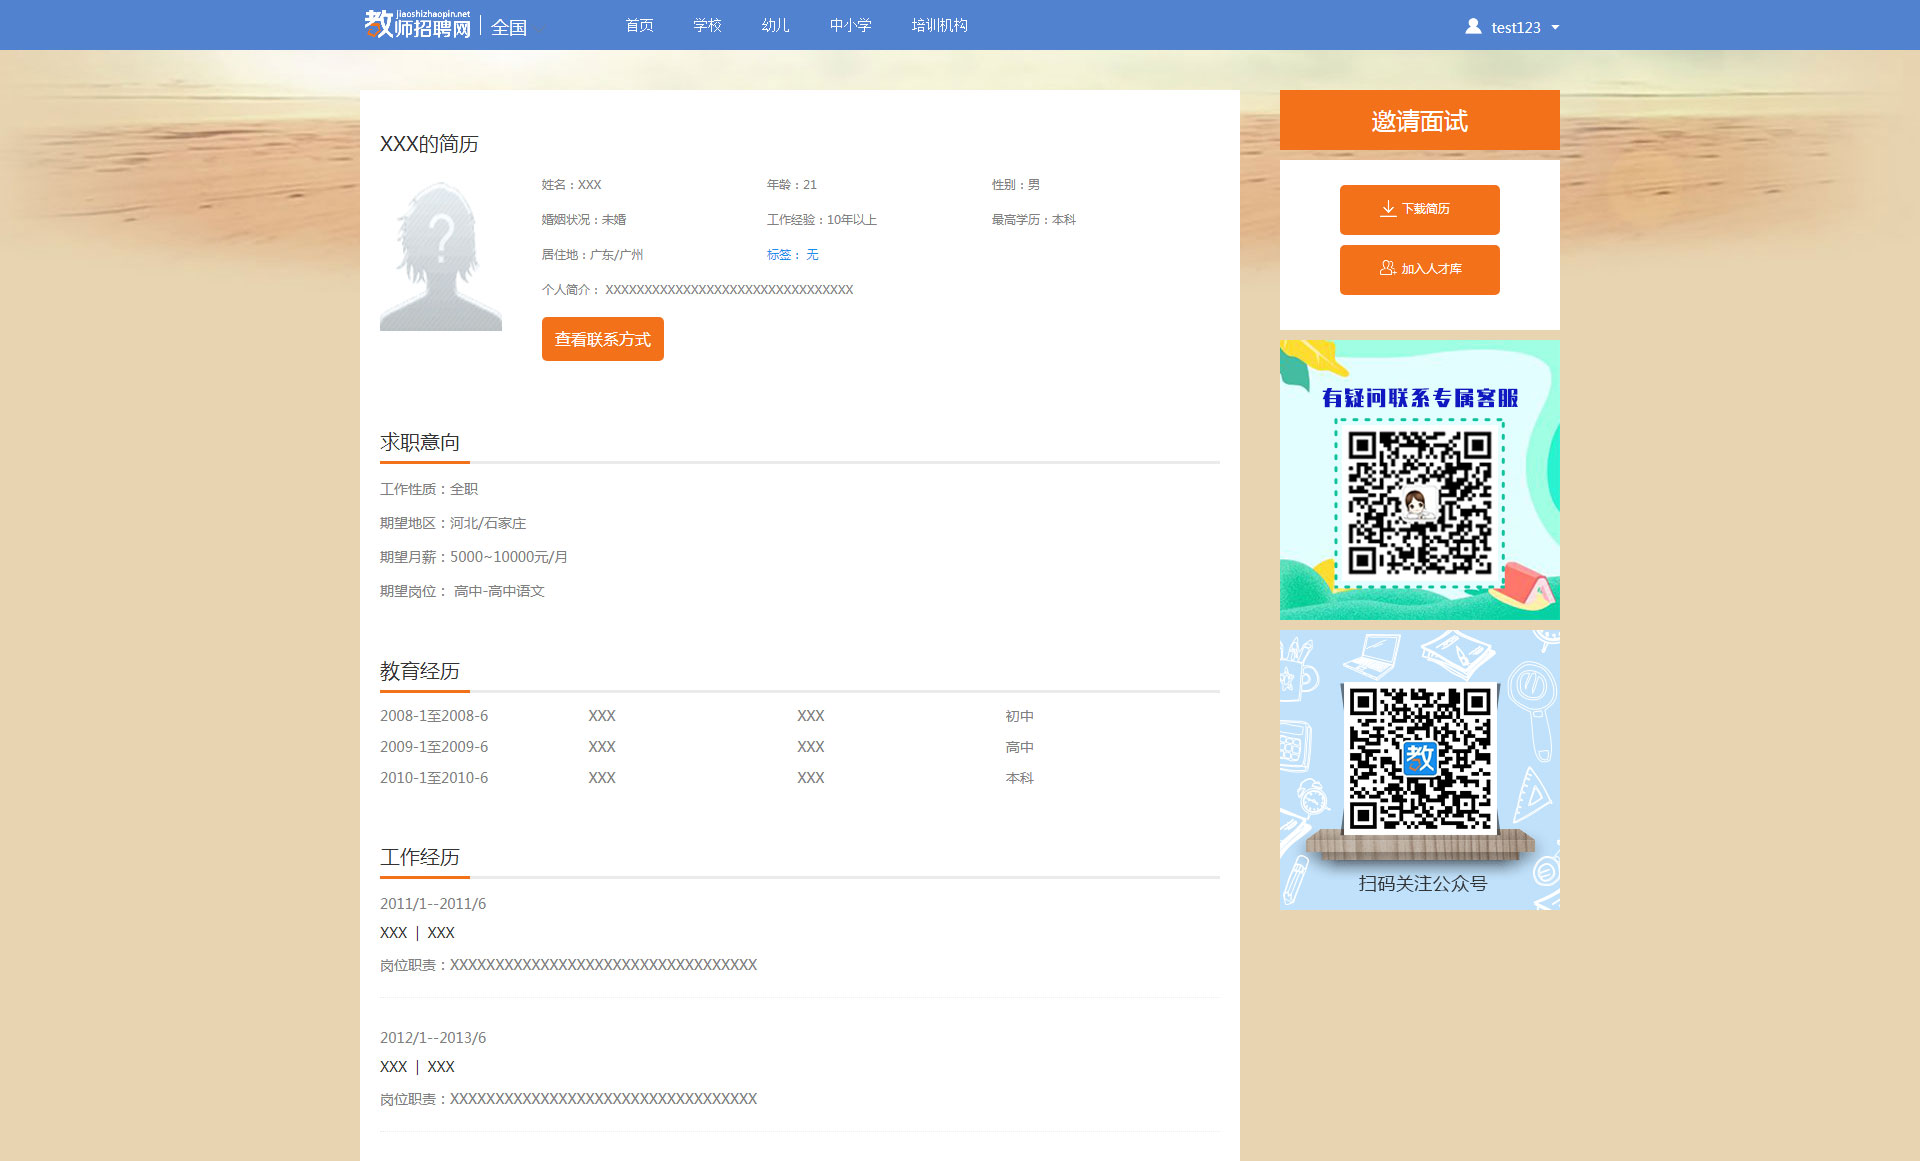 教师招聘网 jiaoshizhaopin.net 全国 首页 学校 幼儿 中小学 培训机构 test123
XXX的简历
姓名：XXX 年龄：21 性别：男
婚姻状况：未婚 工作经验：10年以上 最高学历：本科
居住地：广东/广州 标签： 无
个人简介： XXXXXXXXXXXXXXXXXXXXXXXXXXXXXXXX
查看联系方式
求职意向
工作性质：全职
期望地区：河北/石家庄
期望月薪：5000~10000元/月
期望岗位： 高中-高中语文
教育经历
2008-1至2008-6 XXX XXX 初中
2009-1至2009-6 XXX XXX 高中
2010-1至2010-6 XXX XXX 本科
工作经历
2011/1--2011/6
XXX | XXX
岗位职责：XXXXXXXXXXXXXXXXXXXXXXXXXXXXXXXXXX
2012/1--2013/6
XXX | XXX
岗位职责：XXXXXXXXXXXXXXXXXXXXXXXXXXXXXXXXXX
邀请面试
下载简历
加入人才库
有疑问联系专属客服
教
扫码关注公众号